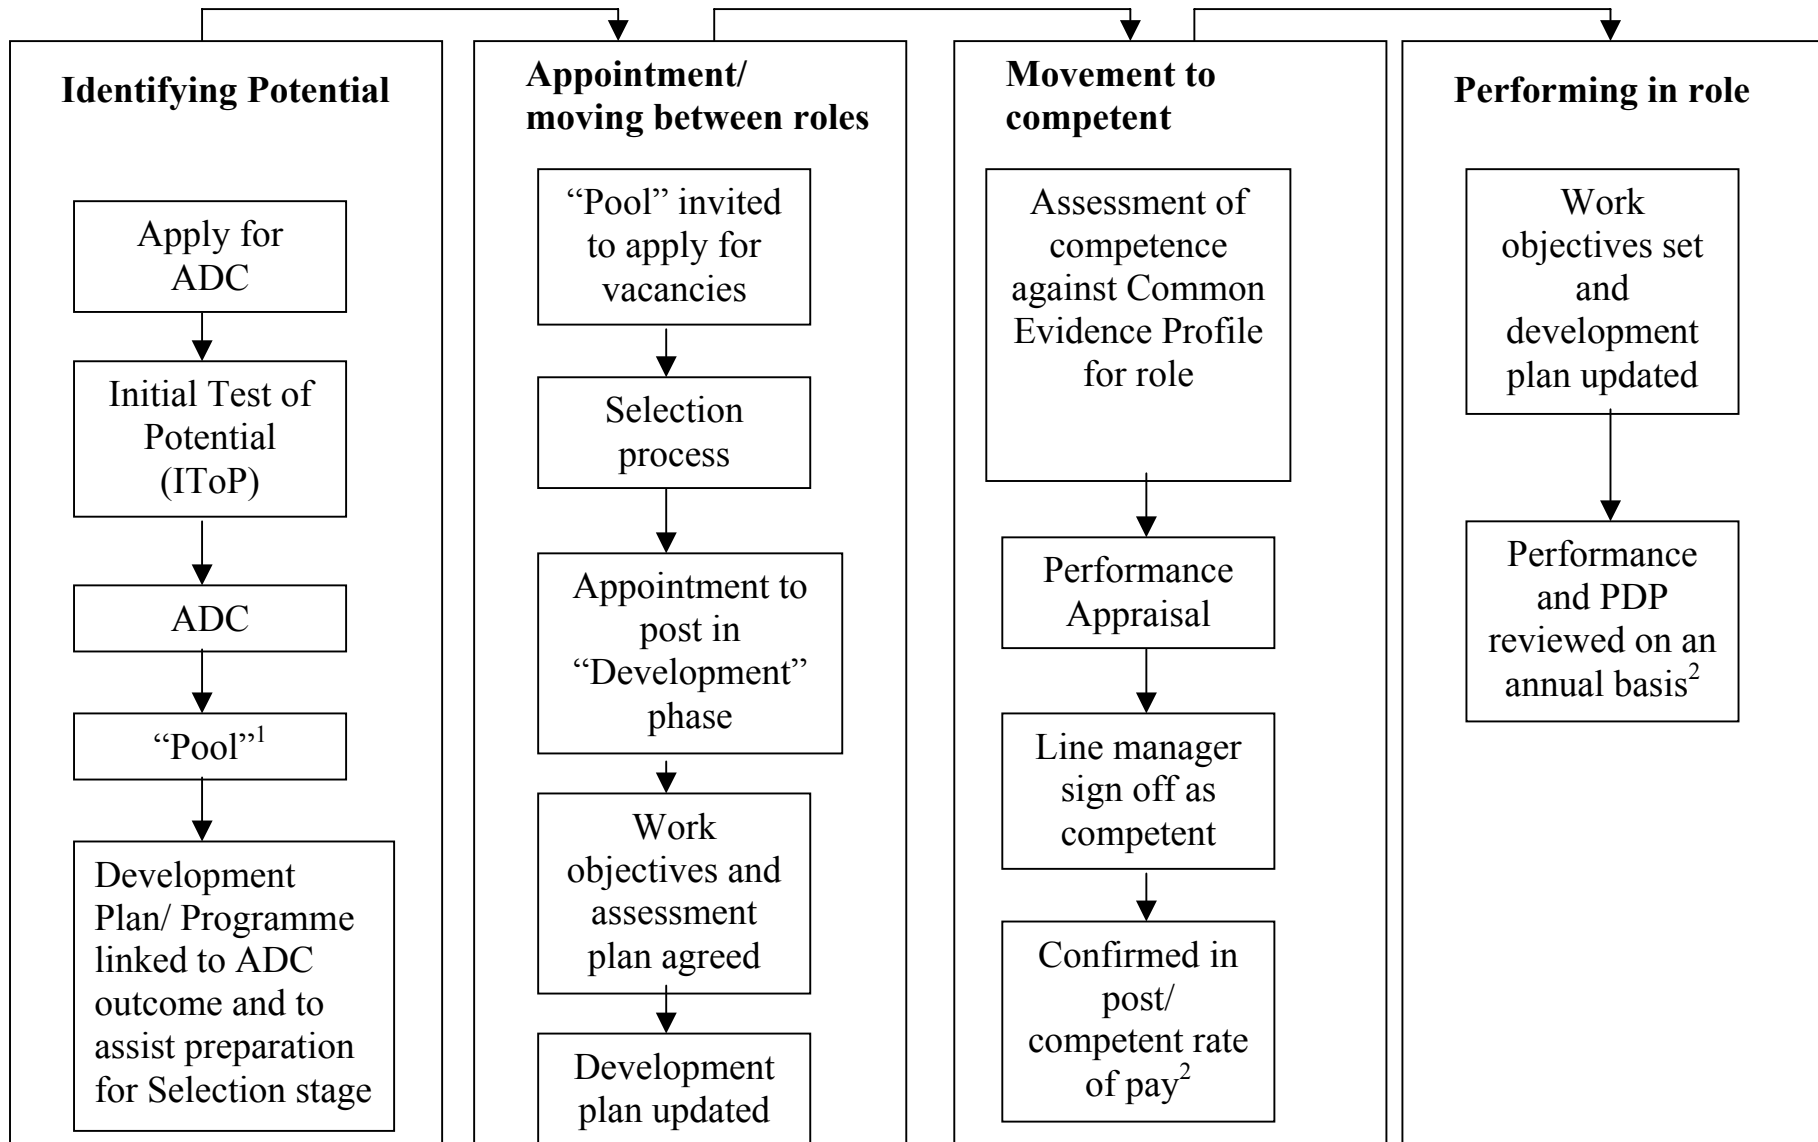 Identifying Potential
Apply for
ADC
Initial Test of
Potential
(IToP)
ADC
“Pool”1
Development
Plan/ Programme
linked to ADC
outcome and to
assist preparation
for Selection stage
Appointment/
moving between roles
“Pool” invited
to apply for
vacancies
Selection
process
Appointment to
post in
“Development”
phase
Work
objectives and
assessment
plan agreed
Development
plan updated
Movement to
competent
Assessment of
competence
against Common
Evidence Profile
for role
Performance
Appraisal
Line manager
sign off as
competent
Confirmed in
post/
competent rate
of pay2
Performing in role
Work
objectives set
and
development
plan updated
Performance
and PDP
reviewed on an
annual basis2